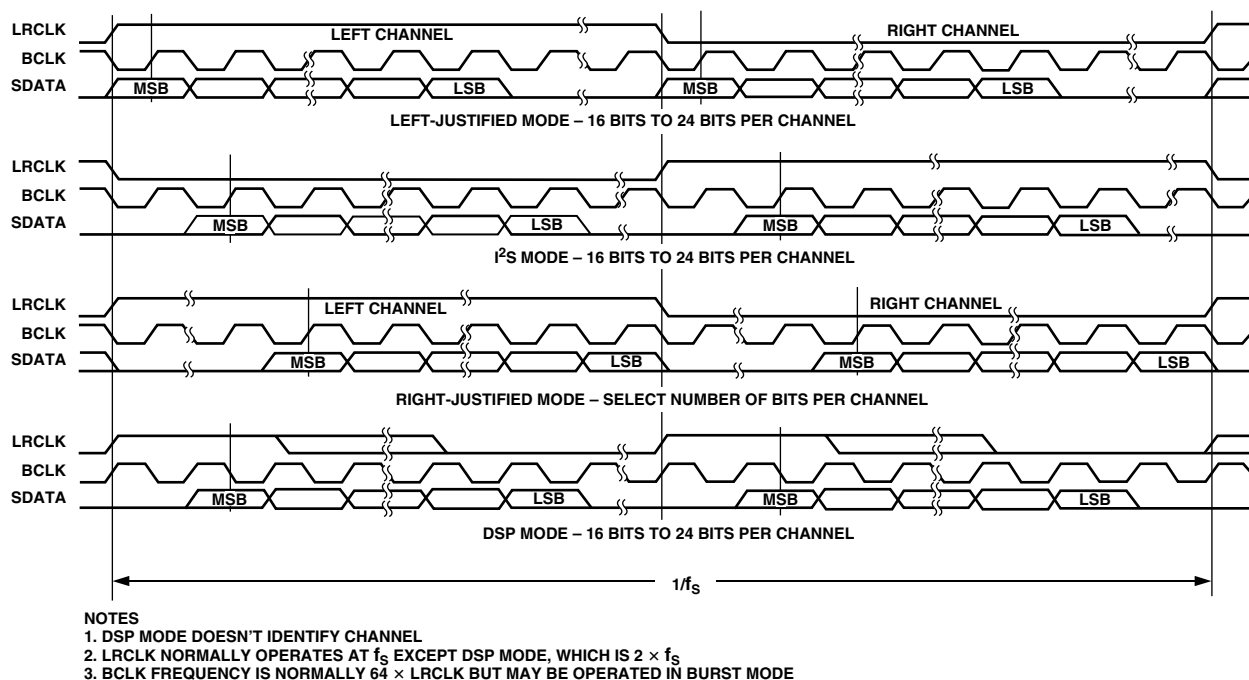 LRCLK
LEFT CHANNEL
RIGHT CHANNEL
BCLK
SDATA
MSB
LSB
MSB
LSB
LEFT-JUSTIFIED MODE – 16 BITS TO 24 BITS PER CHANNEL
LRCLK
BCLK
SDATA
MSB
LSB
MSB
LSB
I²S MODE – 16 BITS TO 24 BITS PER CHANNEL
LRCLK
LEFT CHANNEL
RIGHT CHANNEL
BCLK
SDATA
MSB
LSB
MSB
LSB
RIGHT-JUSTIFIED MODE – SELECT NUMBER OF BITS PER CHANNEL
LRCLK
BCLK
SDATA
MSB
LSB
MSB
LSB
DSP MODE – 16 BITS TO 24 BITS PER CHANNEL
1/fS
NOTES
1. DSP MODE DOESN'T IDENTIFY CHANNEL
2. LRCLK NORMALLY OPERATES AT fS EXCEPT DSP MODE, WHICH IS 2 × fS
3. BCLK FREQUENCY IS NORMALLY 64 × LRCLK BUT MAY BE OPERATED IN BURST MODE